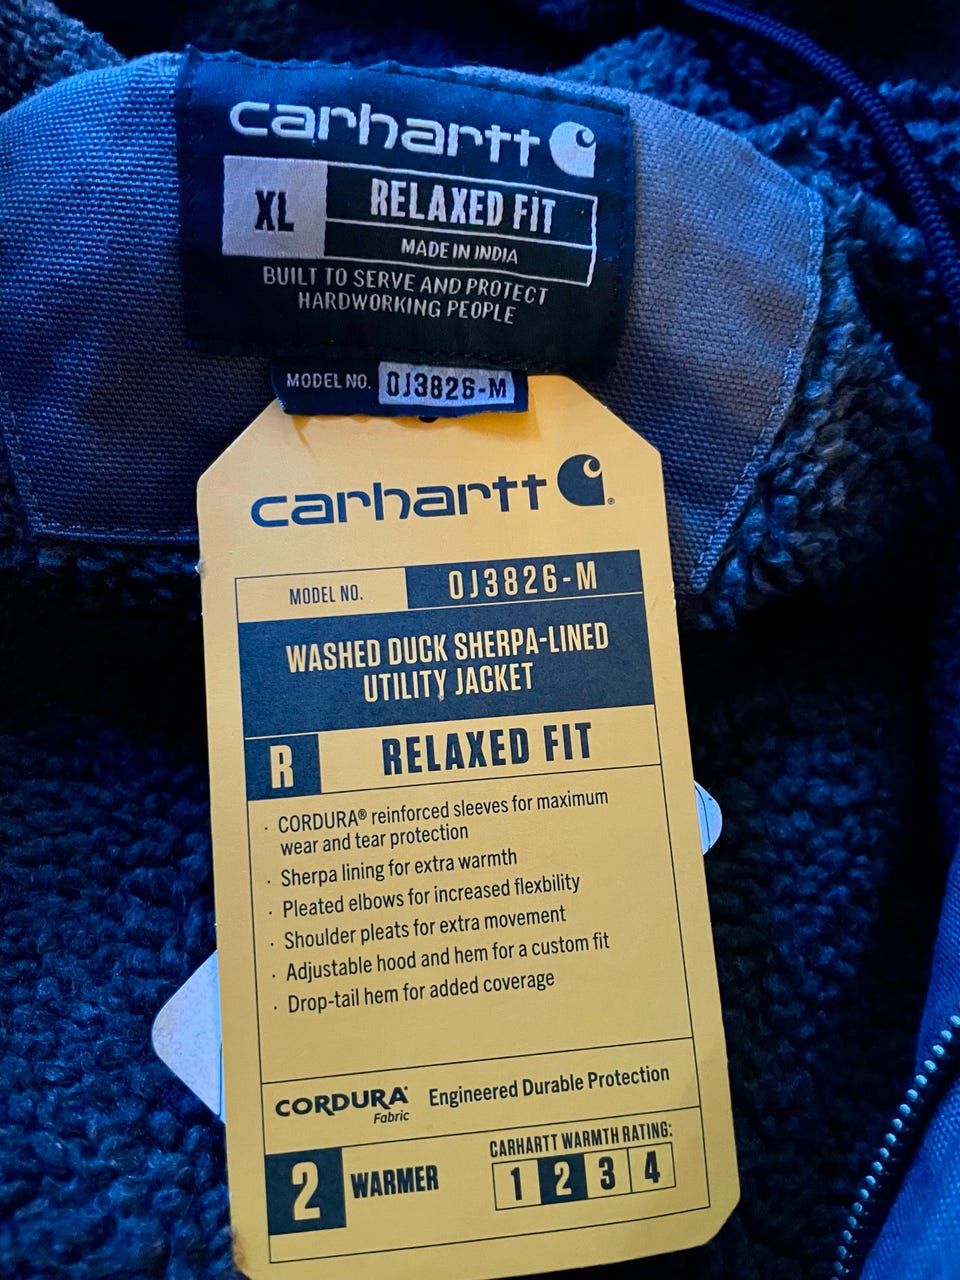 carhartt
XL
RELAXED FIT
MADE IN INDIA
BUILT TO SERVE AND PROTECT
HARDWORKING PEOPLE
MODEL NO. 0J3826-M
carhartt®
MODEL NO. 0J3826-M
WASHED DUCK SHERPA-LINED
UTILITY JACKET
R RELAXED FIT
· CORDURA® reinforced sleeves for maximum
wear and tear protection
· Sherpa lining for extra warmth
· Pleated elbows for increased flexbility
· Shoulder pleats for extra movement
· Adjustable hood and hem for a custom fit
· Drop-tail hem for added coverage
CORDURA® Engineered Durable Protection
Fabric
CARHARTT WARMTH RATING:
2 WARMER 1 2 3 4